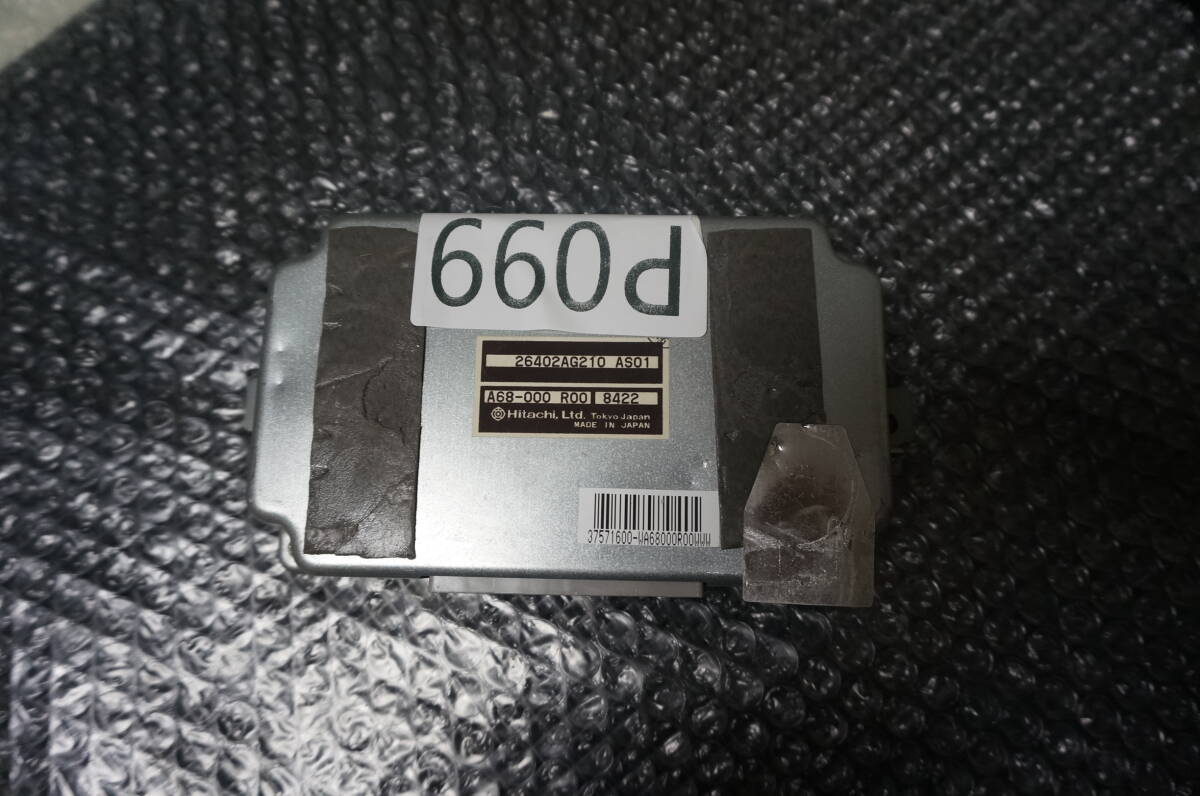 P099
26402AG210 AS01
A68-000 R00 8422
Hitachi, Ltd. Tokyo Japan
MADE IN JAPAN
37571600-WA68000R00WWW